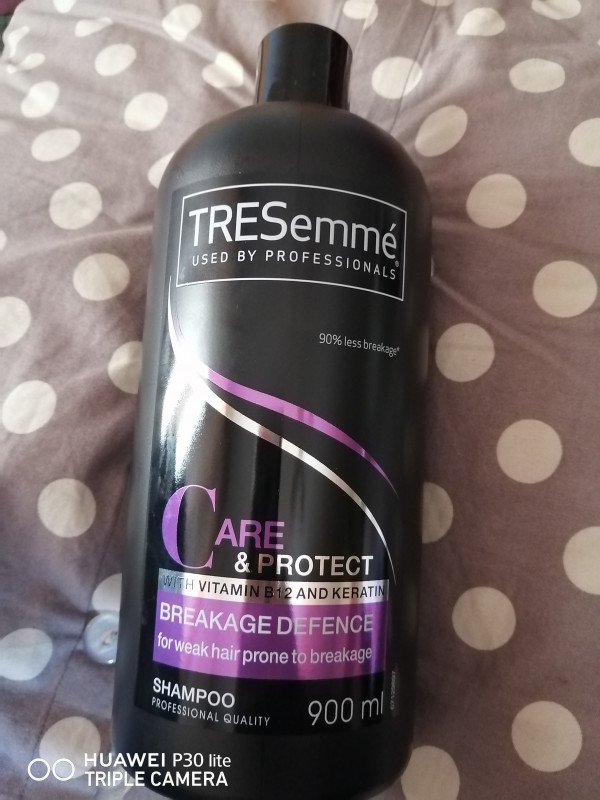 TRESemmé®
USED BY PROFESSIONALS
90% less breakage*
CARE
& PROTECT
WITH VITAMIN B12 AND KERATIN
BREAKAGE DEFENCE
for weak hair prone to breakage
SHAMPOO
PROFESSIONAL QUALITY
900 ml
HUAWEI P30 lite
TRIPLE CAMERA